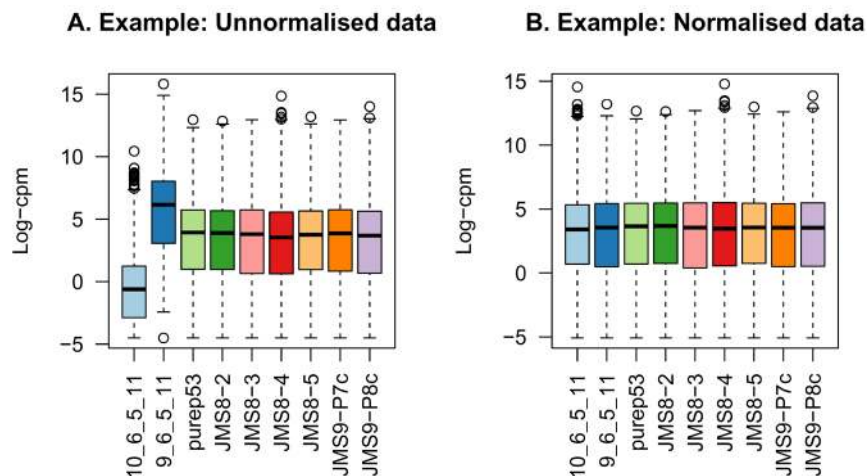 A. Example: Unnormalised data
Log-cpm
15
10
5
0
-5
10_6_5_11
9_6_5_11
purep53
JMS8-2
JMS8-3
JMS8-4
JMS8-5
JMS9-P7c
JMS9-P8c
B. Example: Normalised data
Log-cpm
15
10
5
0
-5
10_6_5_11
9_6_5_11
purep53
JMS8-2
JMS8-3
JMS8-4
JMS8-5
JMS9-P7c
JMS9-P8c